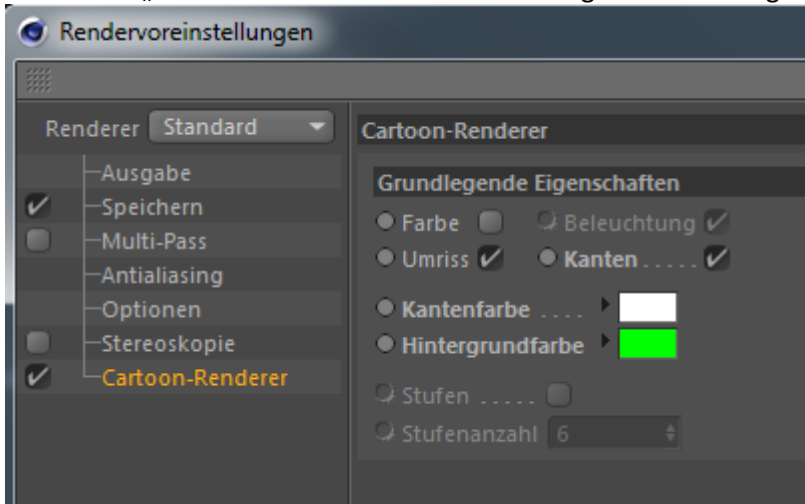 Rendervoreinstellungen
Renderer Standard
Ausgabe
Speichern
Multi-Pass
Antialiasing
Optionen
Stereoskopie
Cartoon-Renderer
Cartoon-Renderer
Grundlegende Eigenschaften
Farbe Beleuchtung
Umriss Kanten.....
Kantenfarbe ....
Hintergrundfarbe
Stufen .....
Stufenanzahl 6